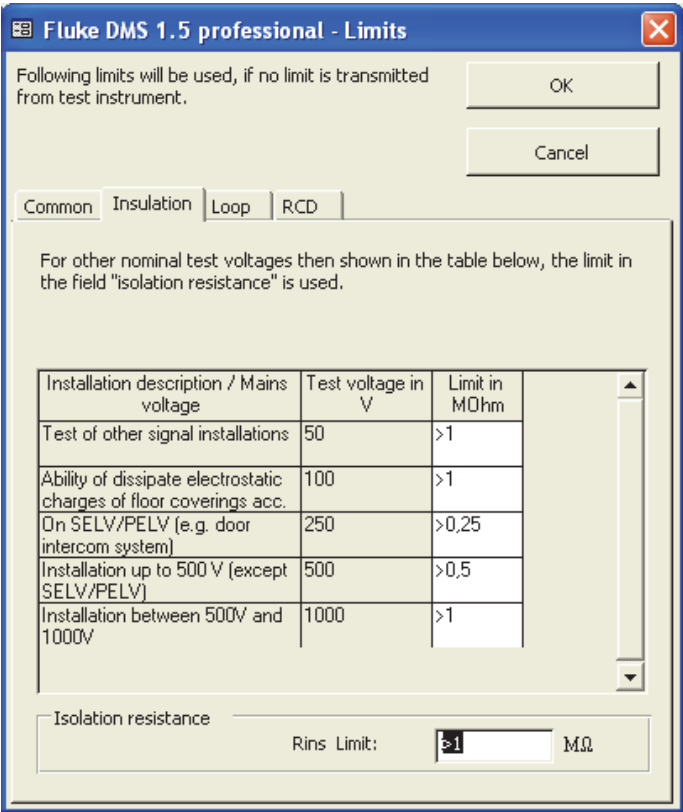 Fluke DMS 1.5 professional - Limits
Following limits will be used, if no limit is transmitted
from test instrument.
OK
Cancel
Common Insulation Loop RCD
For other nominal test voltages then shown in the table below, the limit in
the field "isolation resistance" is used.
Installation description / Mains
voltage
Test voltage in
V
Limit in
MOhm
Test of other signal installations 50 >1
Ability of dissipate electrostatic
charges of floor coverings acc.
100 >1
On SELV/PELV (e.g. door
intercom system)
250 >0,25
Installation up to 500 V (except
SELV/PELV)
500 >0,5
Installation between 500V and
1000V
1000 >1
Isolation resistance
Rins Limit: >1 MΩ